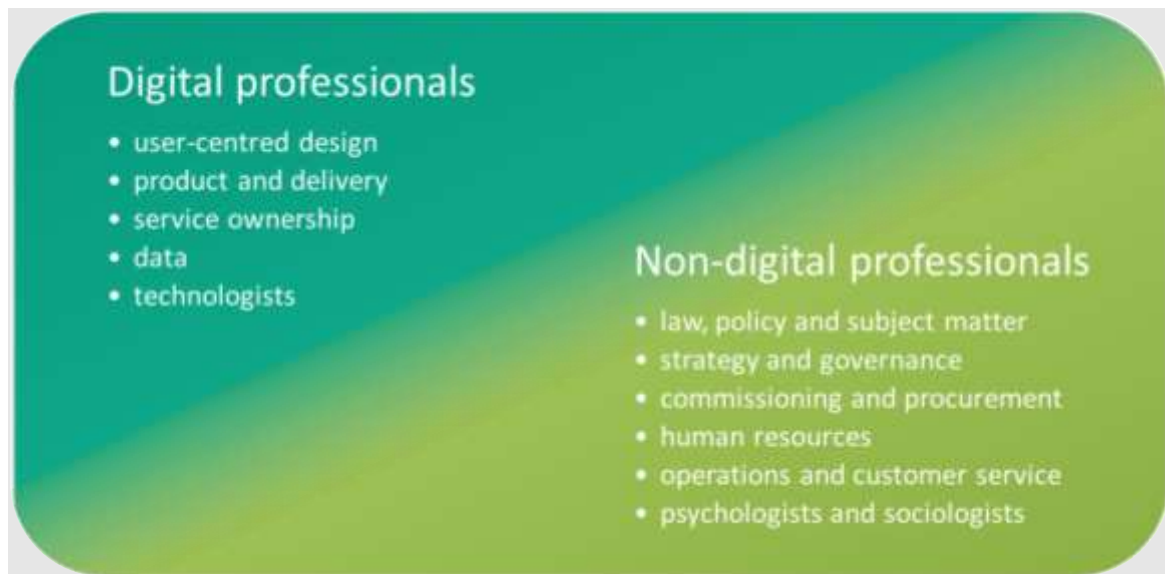 Digital professionals
• user-centred design
• product and delivery
• service ownership
• data
• technologists
Non-digital professionals
• law, policy and subject matter
• strategy and governance
• commissioning and procurement
• human resources
• operations and customer service
• psychologists and sociologists